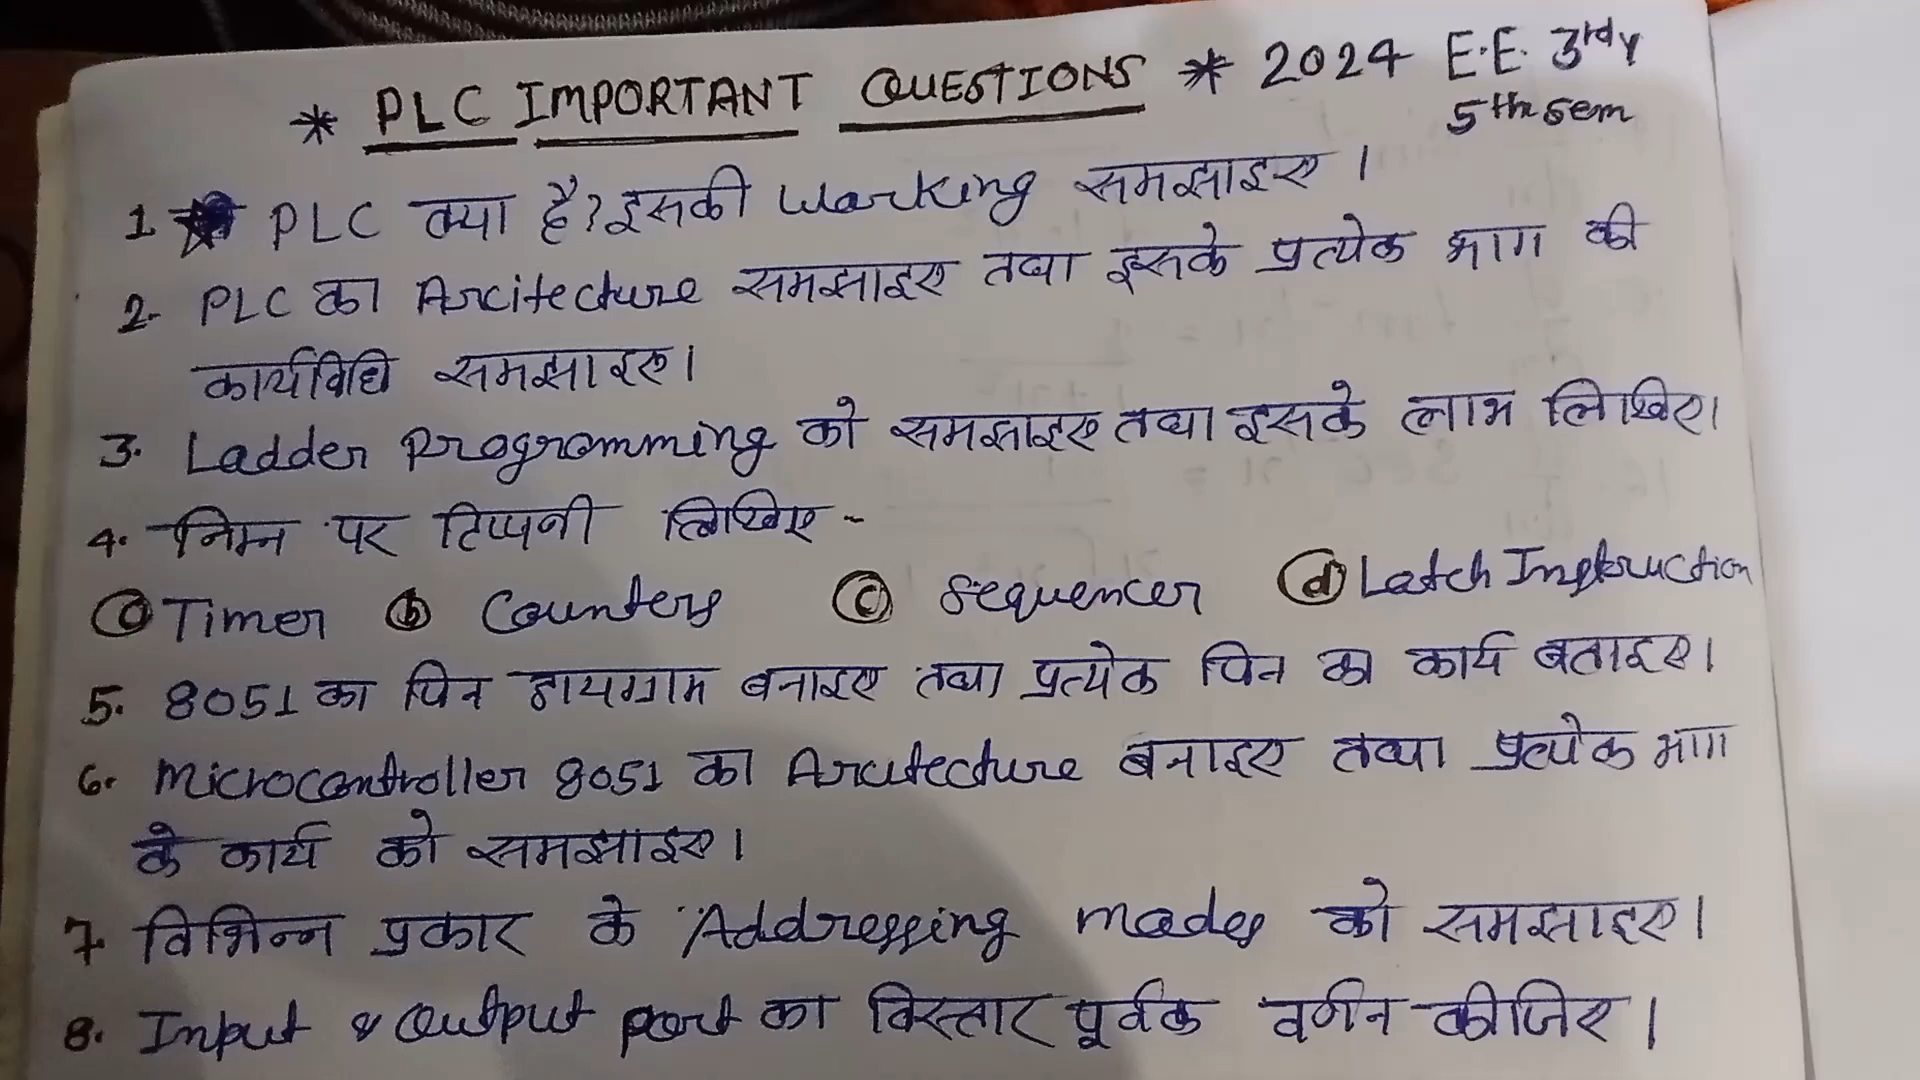 * PLC IMPORTANT QUESTIONS * 2024 E.E. 3rd Y
5th Sem
1 PLC क्या है? इसकी Working समझाइए ।
2. PLC का Arcitecture समझाइए तथा इसके प्रत्येक भाग की
कार्यविधि समझाइए।
3. Ladder Programming को समझाइए तथा इसके लाभ लिखिए।
4. निम्न पर टिप्पनी लिखिए -
a Timer b Counters c Sequencer d Latch Instruction
5. 8051 का पिन डायग्राम बनाइए तथा प्रत्येक पिन का कार्य बताइए।
6. Microcontroller 8051 का Arcitecture बनाइए तथा प्रत्येक भाग
के कार्य को समझाइए।
7. विभिन्न प्रकार के Addressing modes को समझाइए।
8. Input & Output port का विस्तार पूर्वक वर्णन कीजिए।